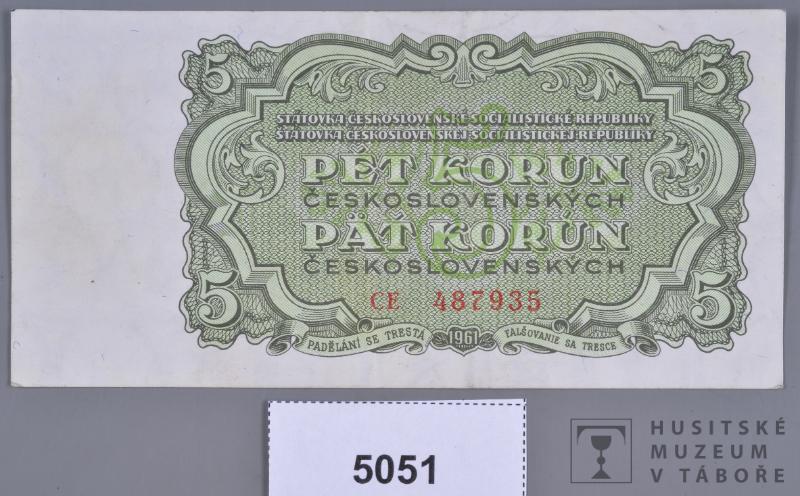 5 5
STÁTOVKA ČESKOSLOVENSKÉ SOCIALISTICKÉ REPUBLIKY
ŠTÁTOVKA ČESKOSLOVENSKEJ SOCIALISTICKEJ REPUBLIKY
PĚT KORUN
ČESKOSLOVENSKÝCH
PÄŤ KORÚN
ČESKOSLOVENSKÝCH
CE 487935
5 5
PADĚLÁNÍ SE TRESTÁ 1961 FALŠOVANIE SA TRESCE
5051
HUSITSKÉ
MUZEUM
V TÁBOŘE